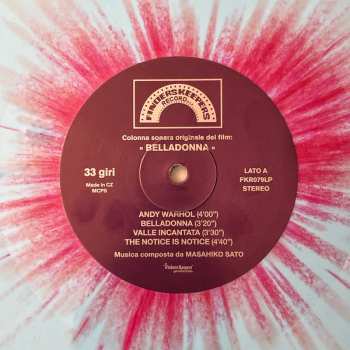 FINDERS KEEPERS
RECORDS
Colonna sonora originale del film:
« BELLADONNA »
33 giri
Made in CZ
MCPS
LATO A
FKR079LP
STEREO
ANDY WARHOL (4'00")
BELLADONNA (3'20")
VALLE INCANTATA (3'30")
THE NOTICE IS NOTICE (4'40")
Musica composta da MASAHIKO SATO